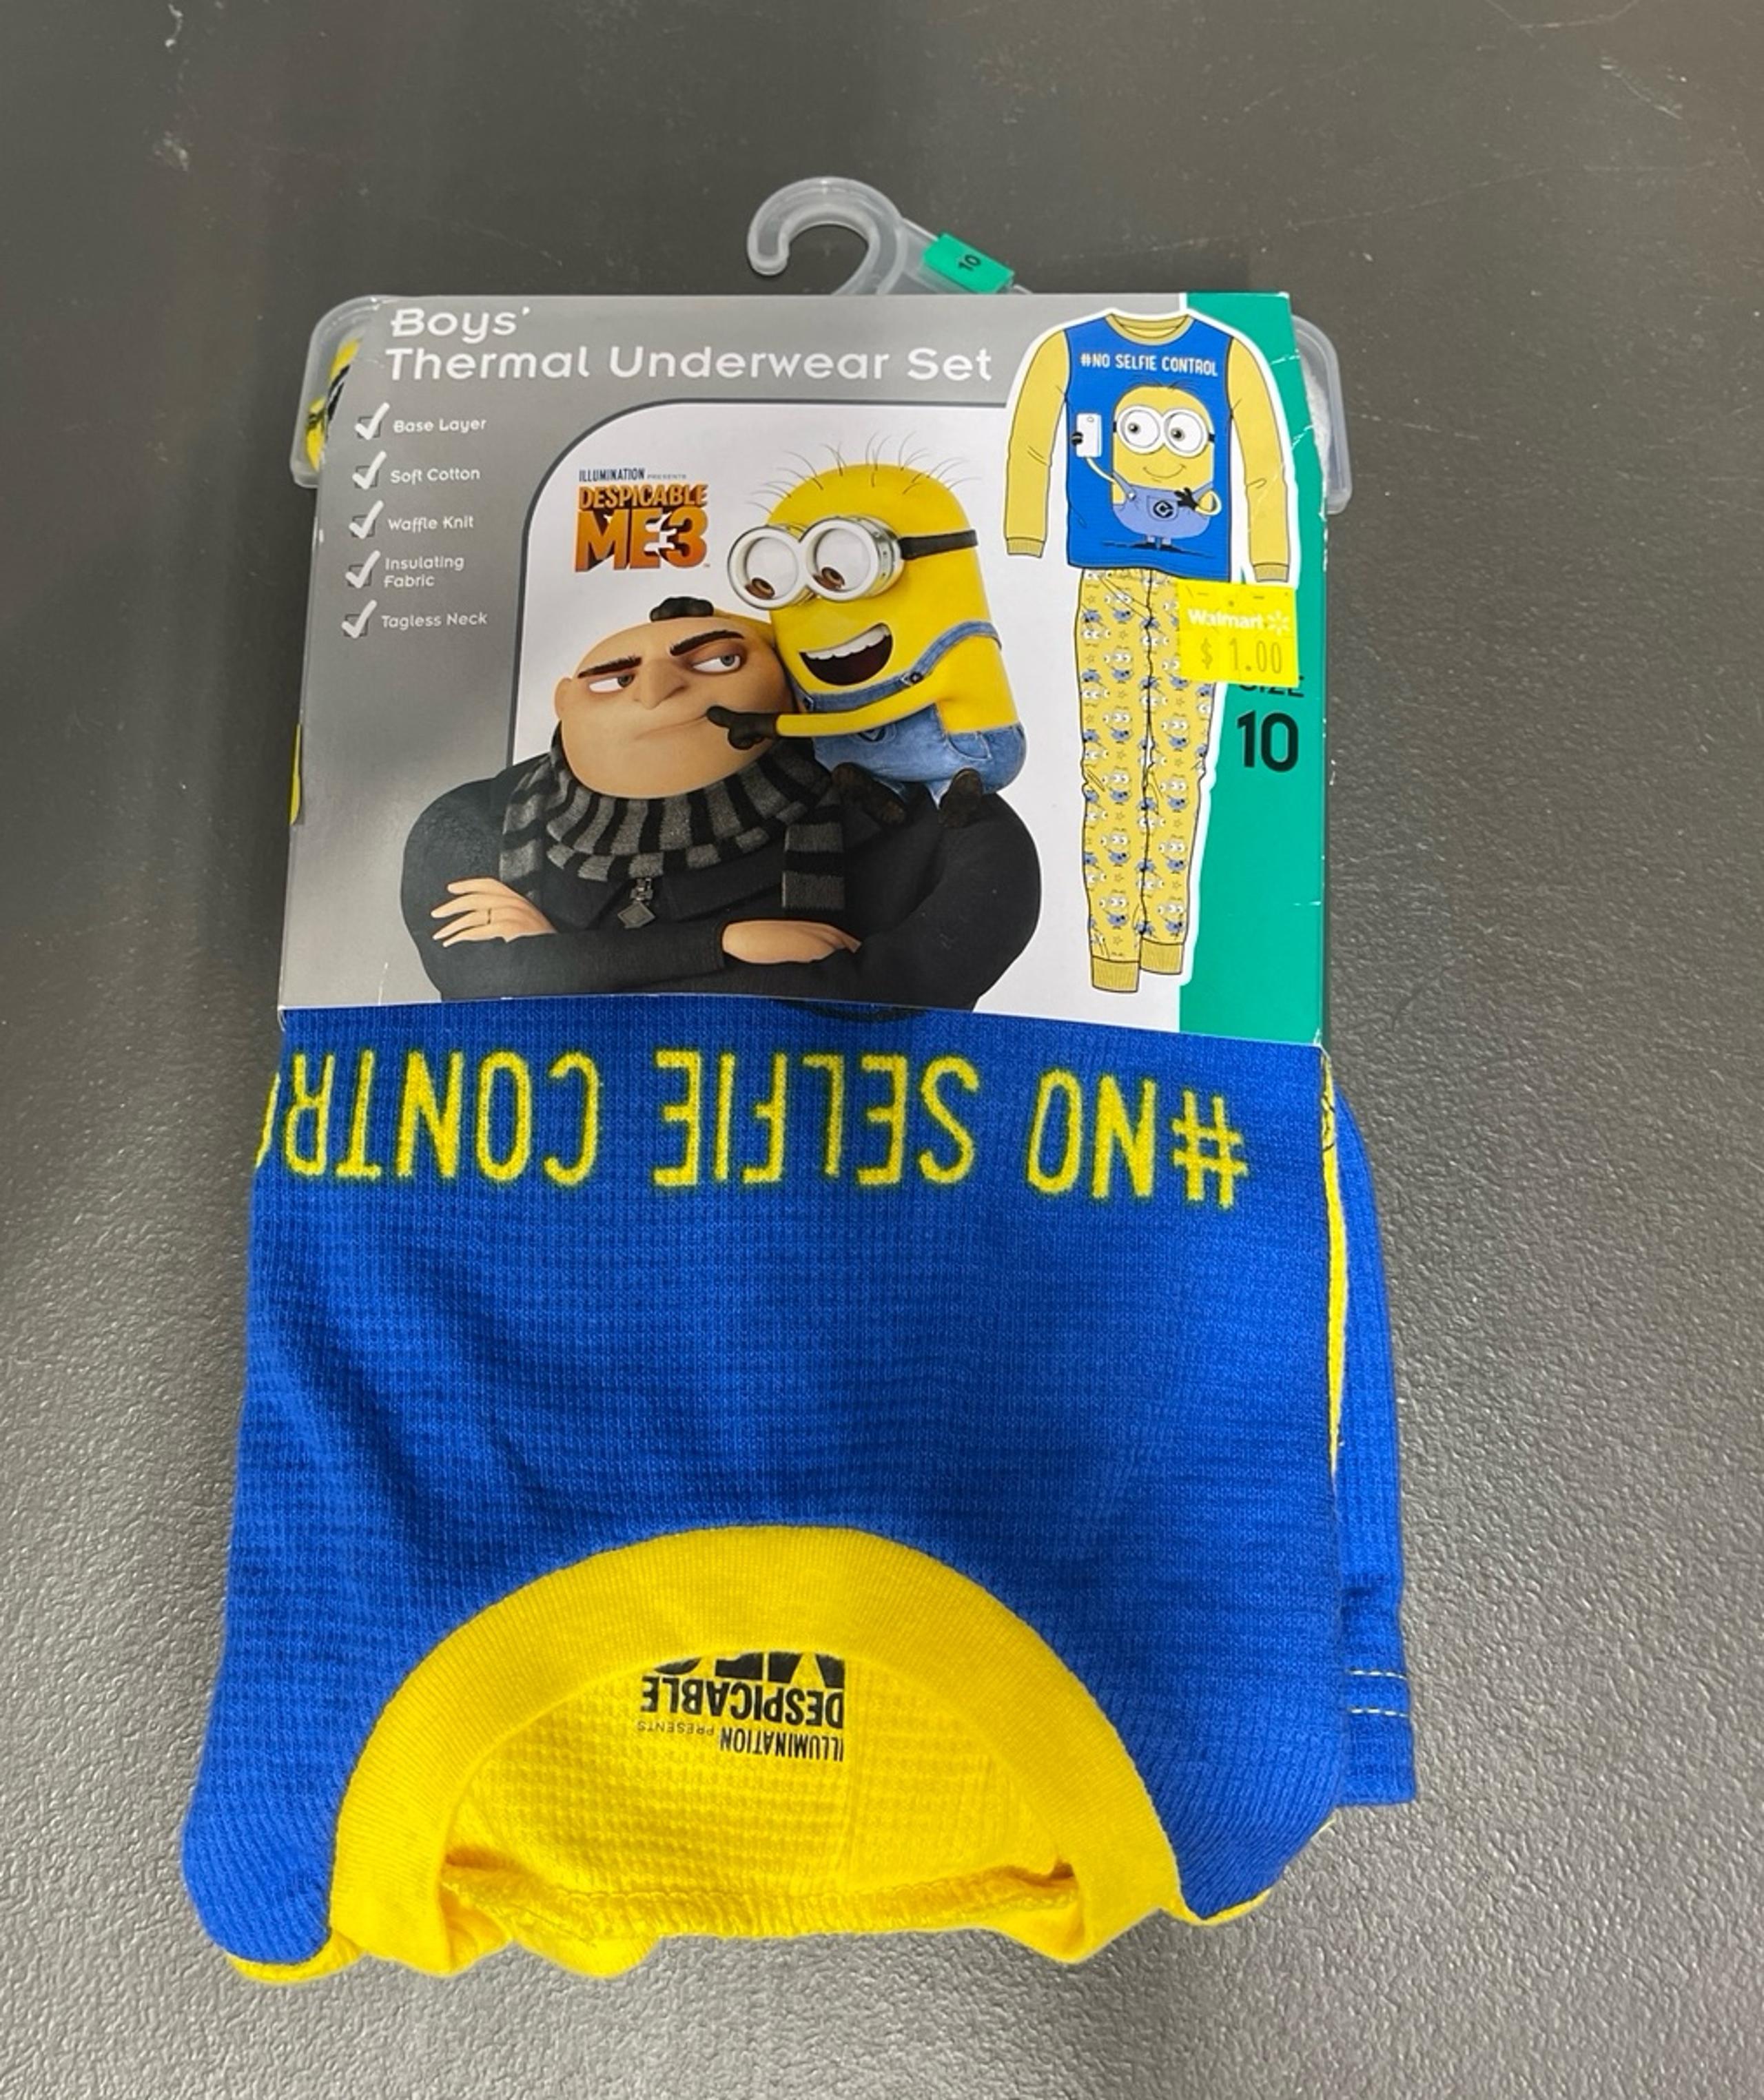 10
Boys'
Thermal Underwear Set
Base Layer
Soft Cotton
Waffle Knit
Insulating
Fabric
Tagless Neck
ILLUMINATION PRESENTS
DESPICABLE
ME3
#NO SELFIE CONTROL
Walmart
$ 1.00
SIZE
10
#NO SELFIE CONTR
ILLUMINATION PRESENTS
DESPICABLE